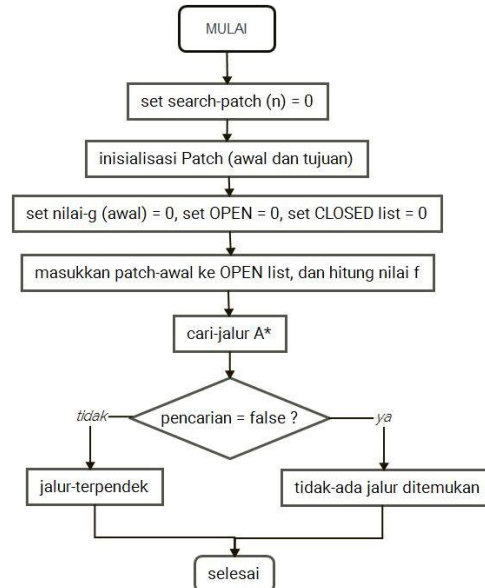 MULAI
set search-patch (n) = 0
inisialisasi Patch (awal dan tujuan)
set nilai-g (awal) = 0, set OPEN = 0, set CLOSED list = 0
masukkan patch-awal ke OPEN list, dan hitung nilai f
cari-jalur A*
pencarian = false ?
tidak
ya
jalur-terpendek
tidak-ada jalur ditemukan
selesai